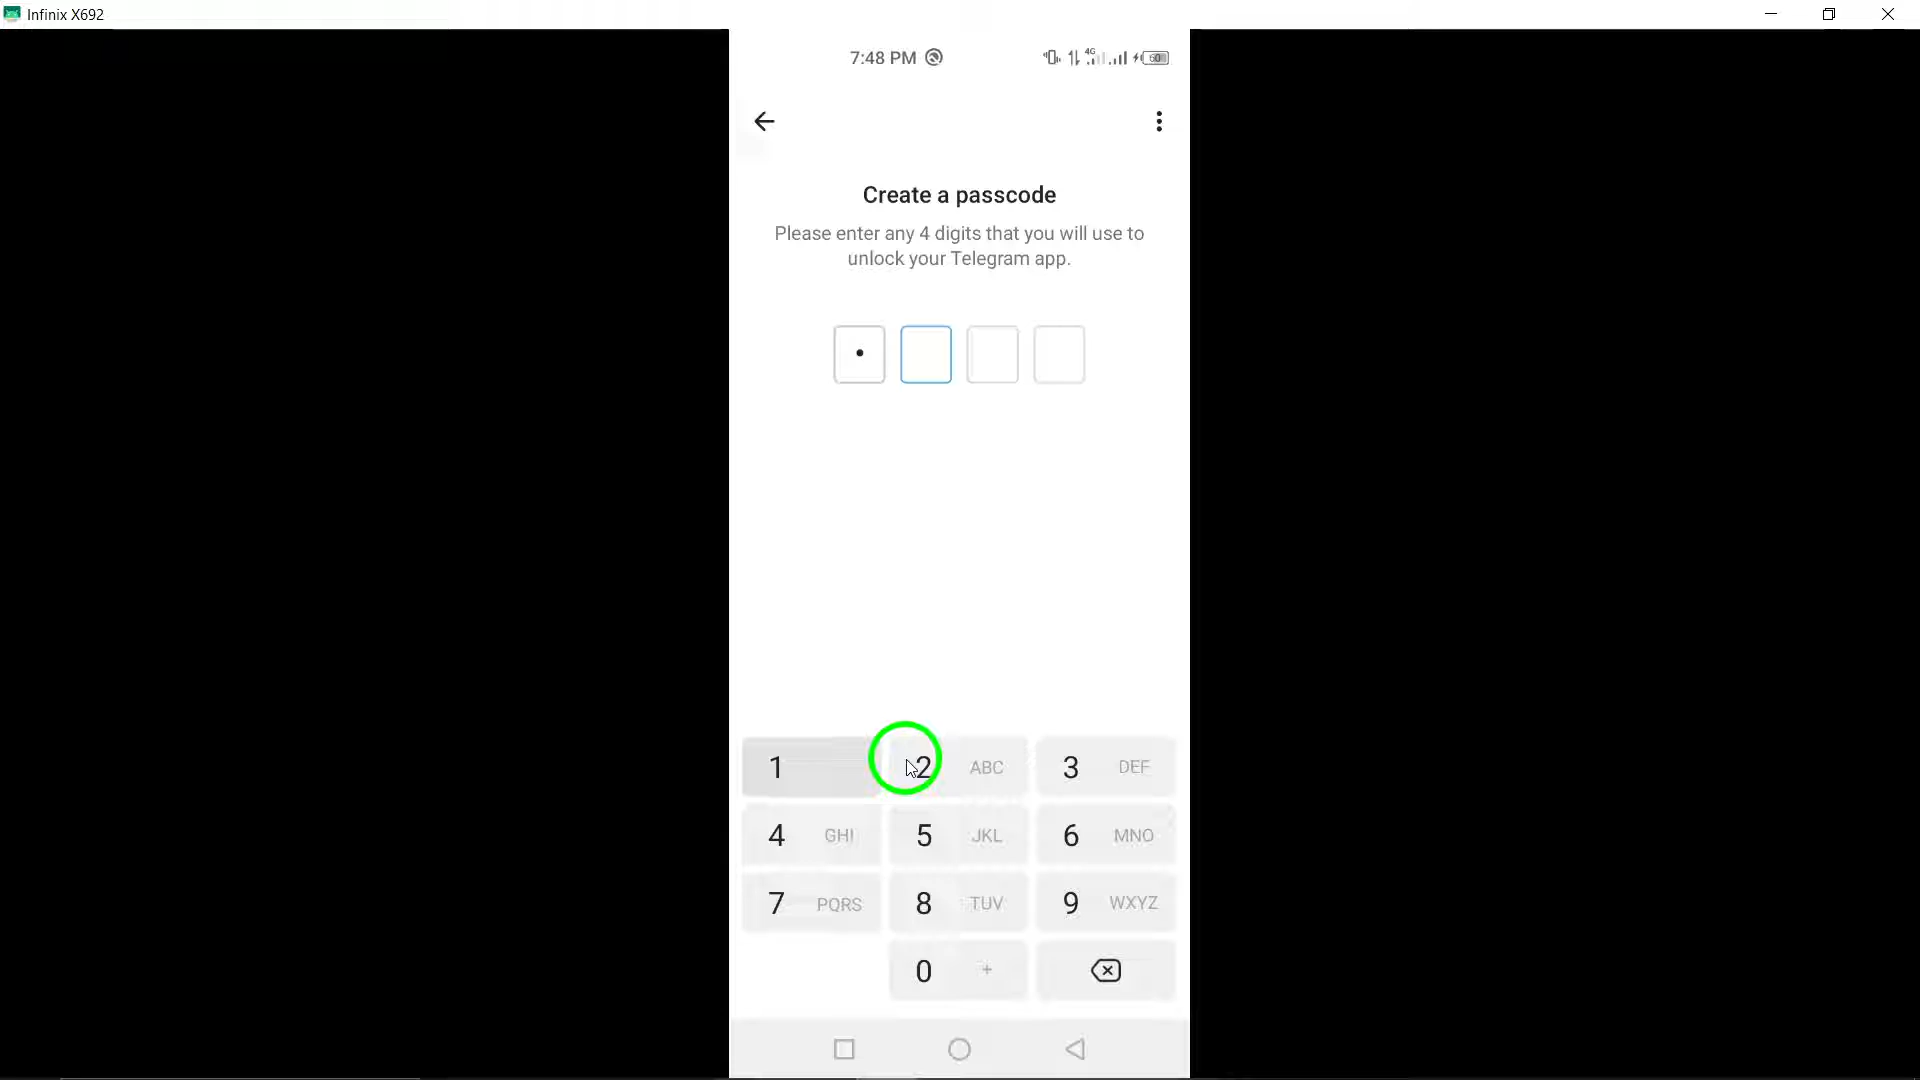 Infinix X692
7:48 PM
4G
60
Create a passcode
Please enter any 4 digits that you will use to
unlock your Telegram app.
1
2 ABC
3 DEF
4 GHI
5 JKL
6 MNO
7 PQRS
8 TUV
9 WXYZ
0 +